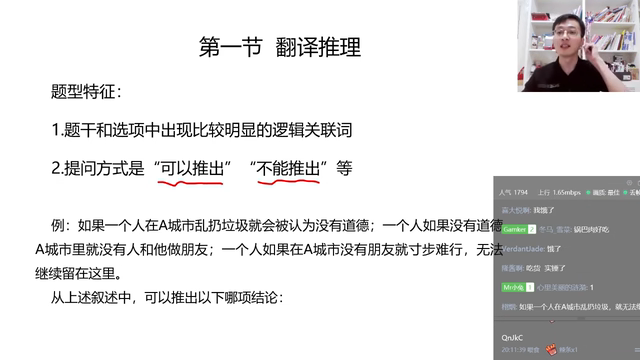 第一节 翻译推理
题型特征：
1.题干和选项中出现比较明显的逻辑关联词
2.提问方式是“可以推出”“不能推出”等
例：如果一个人在A城市乱扔垃圾就会被认为没有道德；一个人如果没有道德
A城市里就没有人和他做朋友；一个人如果在A城市没有朋友就寸步难行，无法
继续留在这里。
从上述叙述中，可以推出以下哪项结论：
人气 1794 上行 1.65mbps 画质:最佳
我饿了
Gamker 2 锅巴肉好吃
VerdantJade: 饿了
吃货 实锤了
Mr小兔 1
如果一个人在A城市乱扔垃圾，就无法继
QnJkC